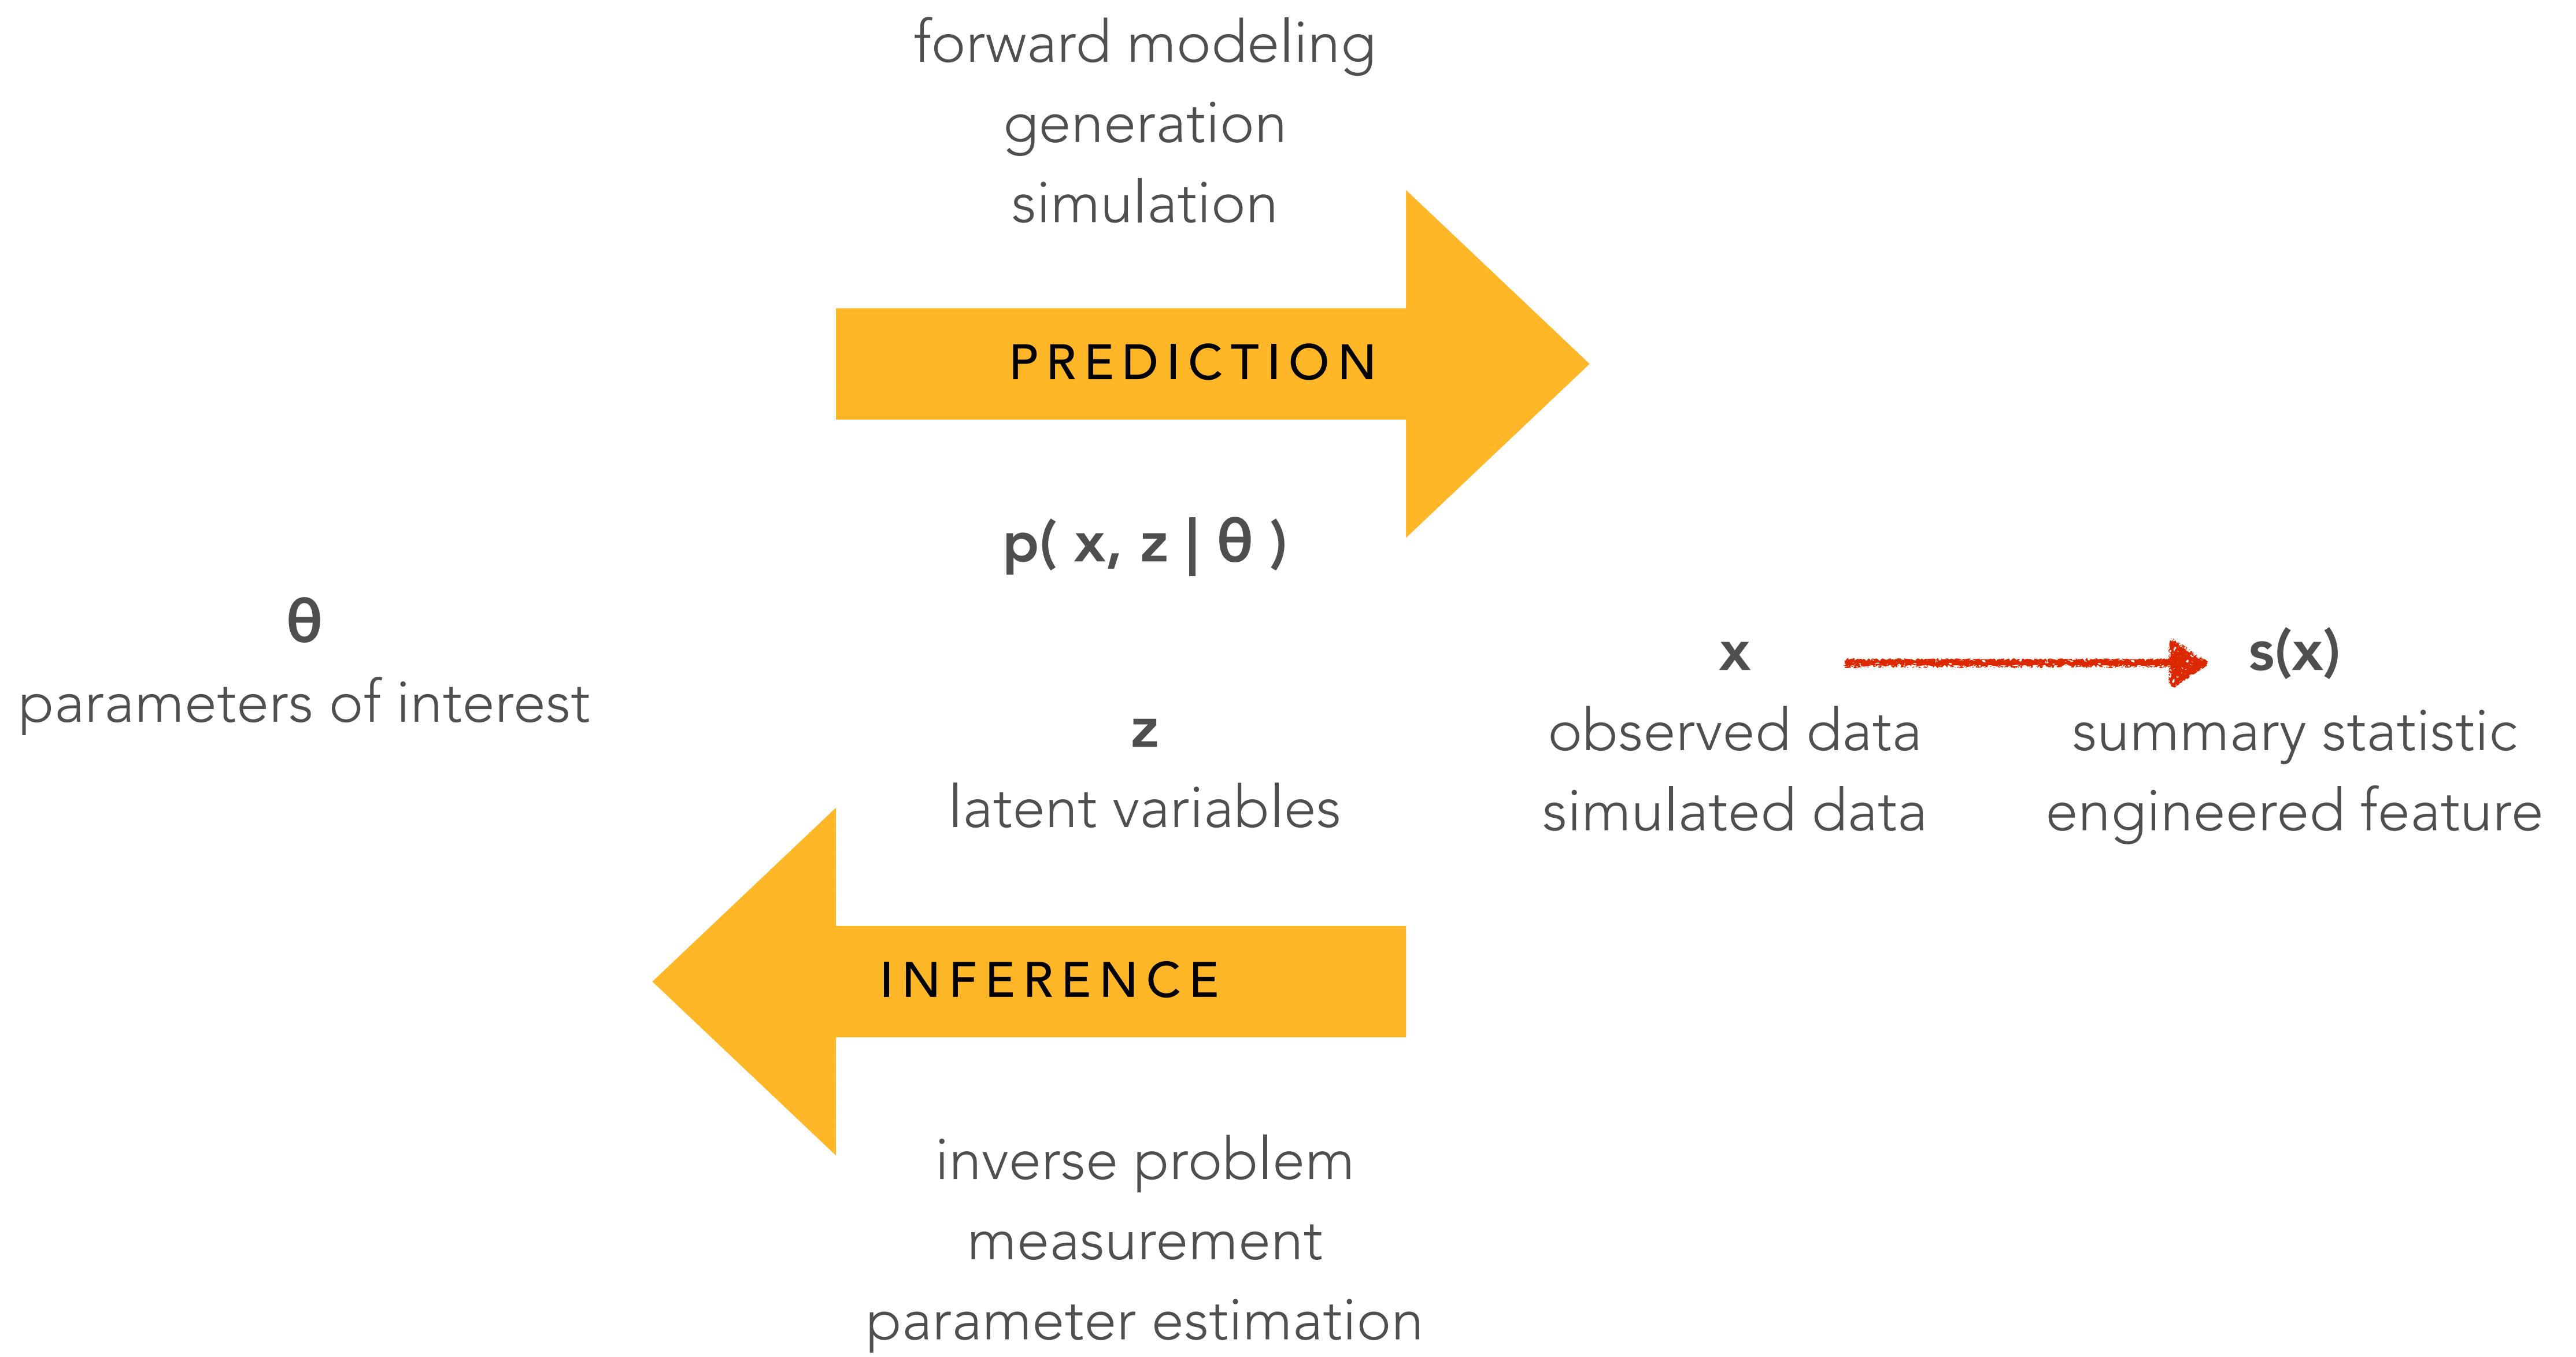 forward modeling
generation
simulation
PREDICTION
p( x, z | θ )
θ
parameters of interest
z
latent variables
x
observed data
simulated data
s(x)
summary statistic
engineered feature
INFERENCE
inverse problem
measurement
parameter estimation